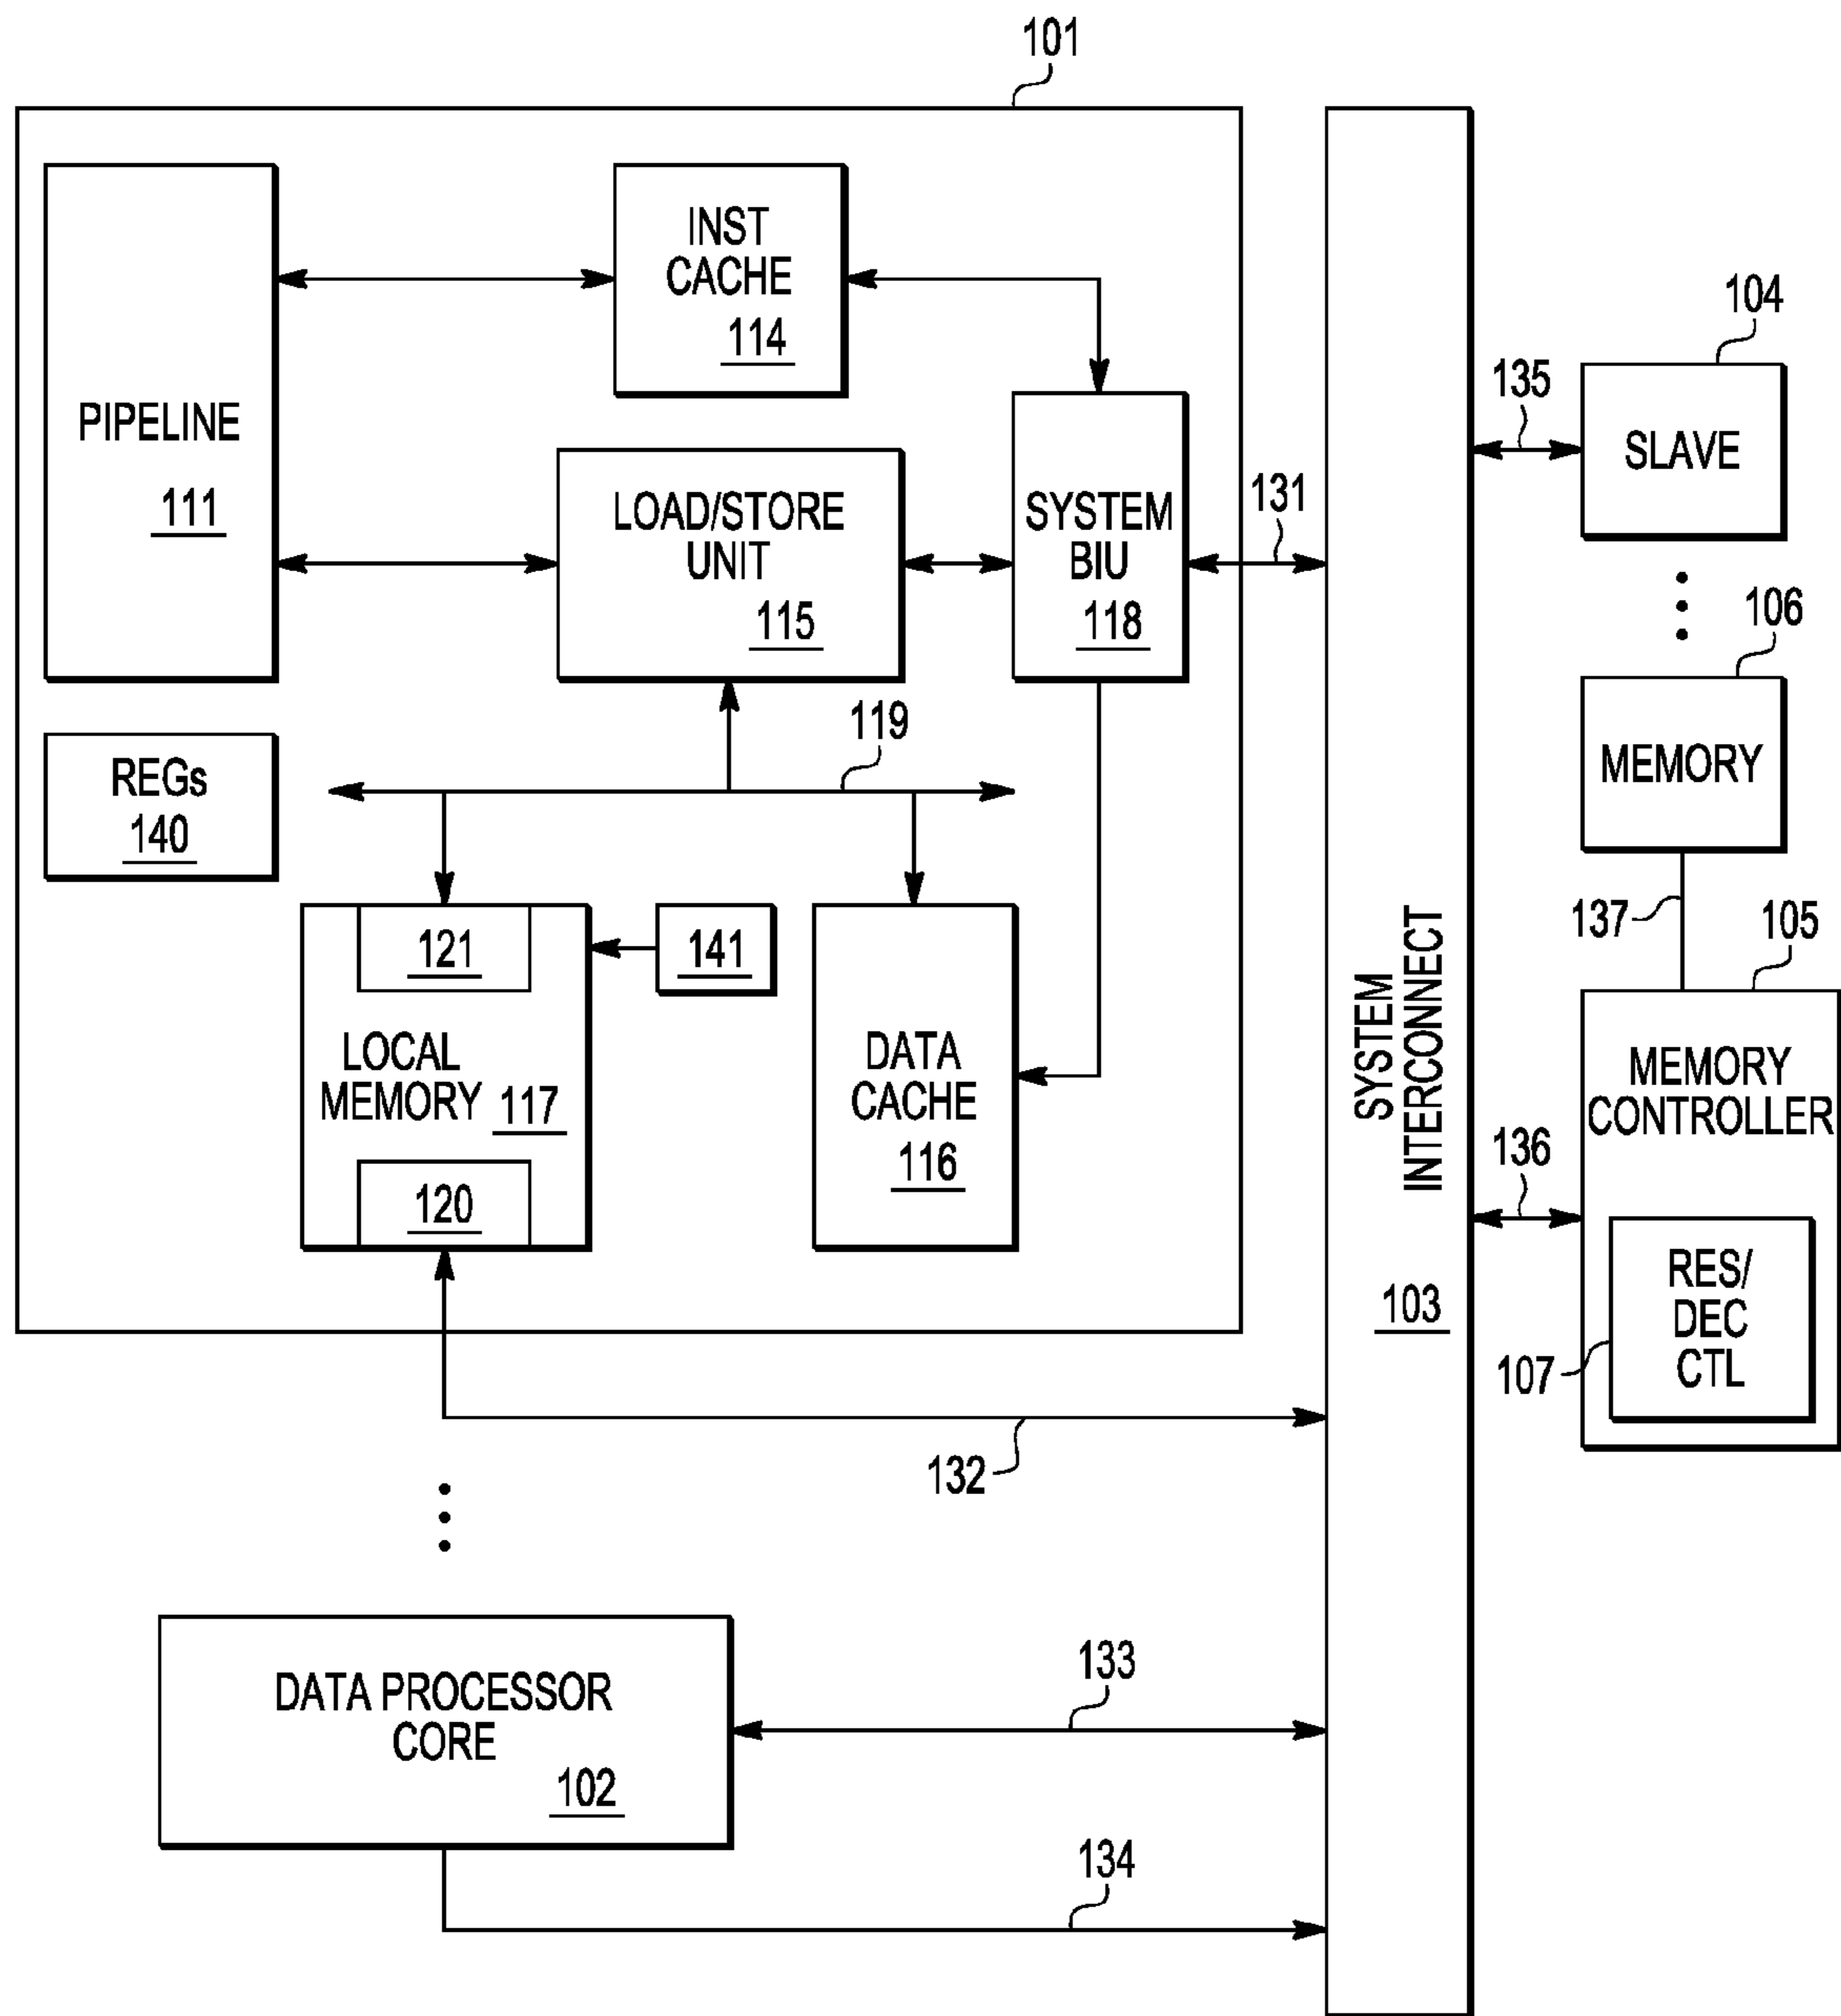 101
PIPELINE
111
INST
CACHE
114
LOAD/STORE
UNIT
115
SYSTEM
BIU
118
131
REGs
140
119
121
141
LOCAL
MEMORY 117
120
DATA
CACHE
116
132
SYSTEM
INTERCONNECT
103
104
135
SLAVE
106
MEMORY
137
105
MEMORY
CONTROLLER
136
RES/
DEC
CTL
107
DATA PROCESSOR
CORE
102
133
134